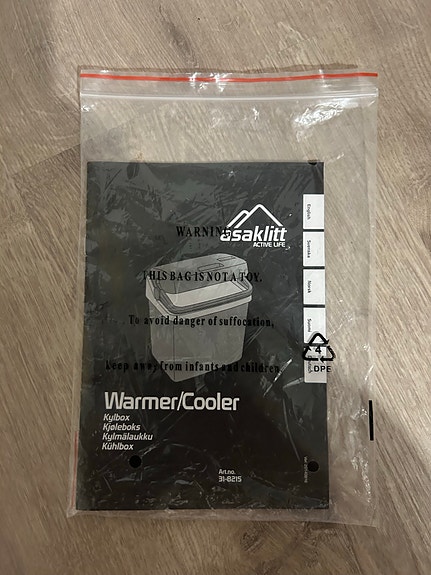 English
Svenska
Norsk
Suomi
WARNING
asaklitt
ACTIVE LIFE
THIS BAG IS NOT A TOY.
To avoid danger of suffocation,
4
Keep away from infants and children
Warmer/Cooler
Kylbox
Kjøleboks
Kylmälaukku
Kühlbox
Art.no.
31-8215